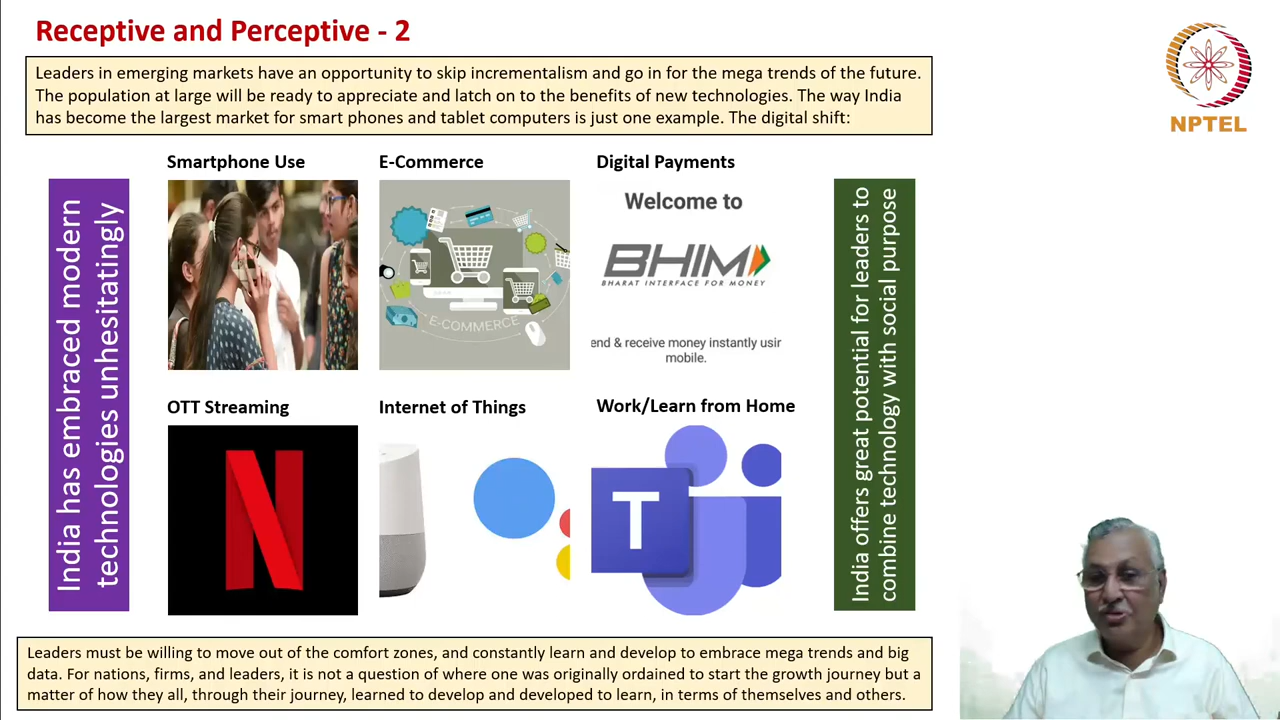 Receptive and Perceptive - 2
NPTEL
Leaders in emerging markets have an opportunity to skip incrementalism and go in for the mega trends of the future.
The population at large will be ready to appreciate and latch on to the benefits of new technologies. The way India
has become the largest market for smart phones and tablet computers is just one example. The digital shift:
India has embraced modern
technologies unhesitatingly
Smartphone Use
E-Commerce
E-COMMERCE
Digital Payments
Welcome to
BHIM
BHARAT INTERFACE FOR MONEY
end & receive money instantly usir
mobile.
OTT Streaming
N
Internet of Things
Work/Learn from Home
T
India offers great potential for leaders to
combine technology with social purpose
Leaders must be willing to move out of the comfort zones, and constantly learn and develop to embrace mega trends and big
data. For nations, firms, and leaders, it is not a question of where one was originally ordained to start the growth journey but a
matter of how they all, through their journey, learned to develop and developed to learn, in terms of themselves and others.